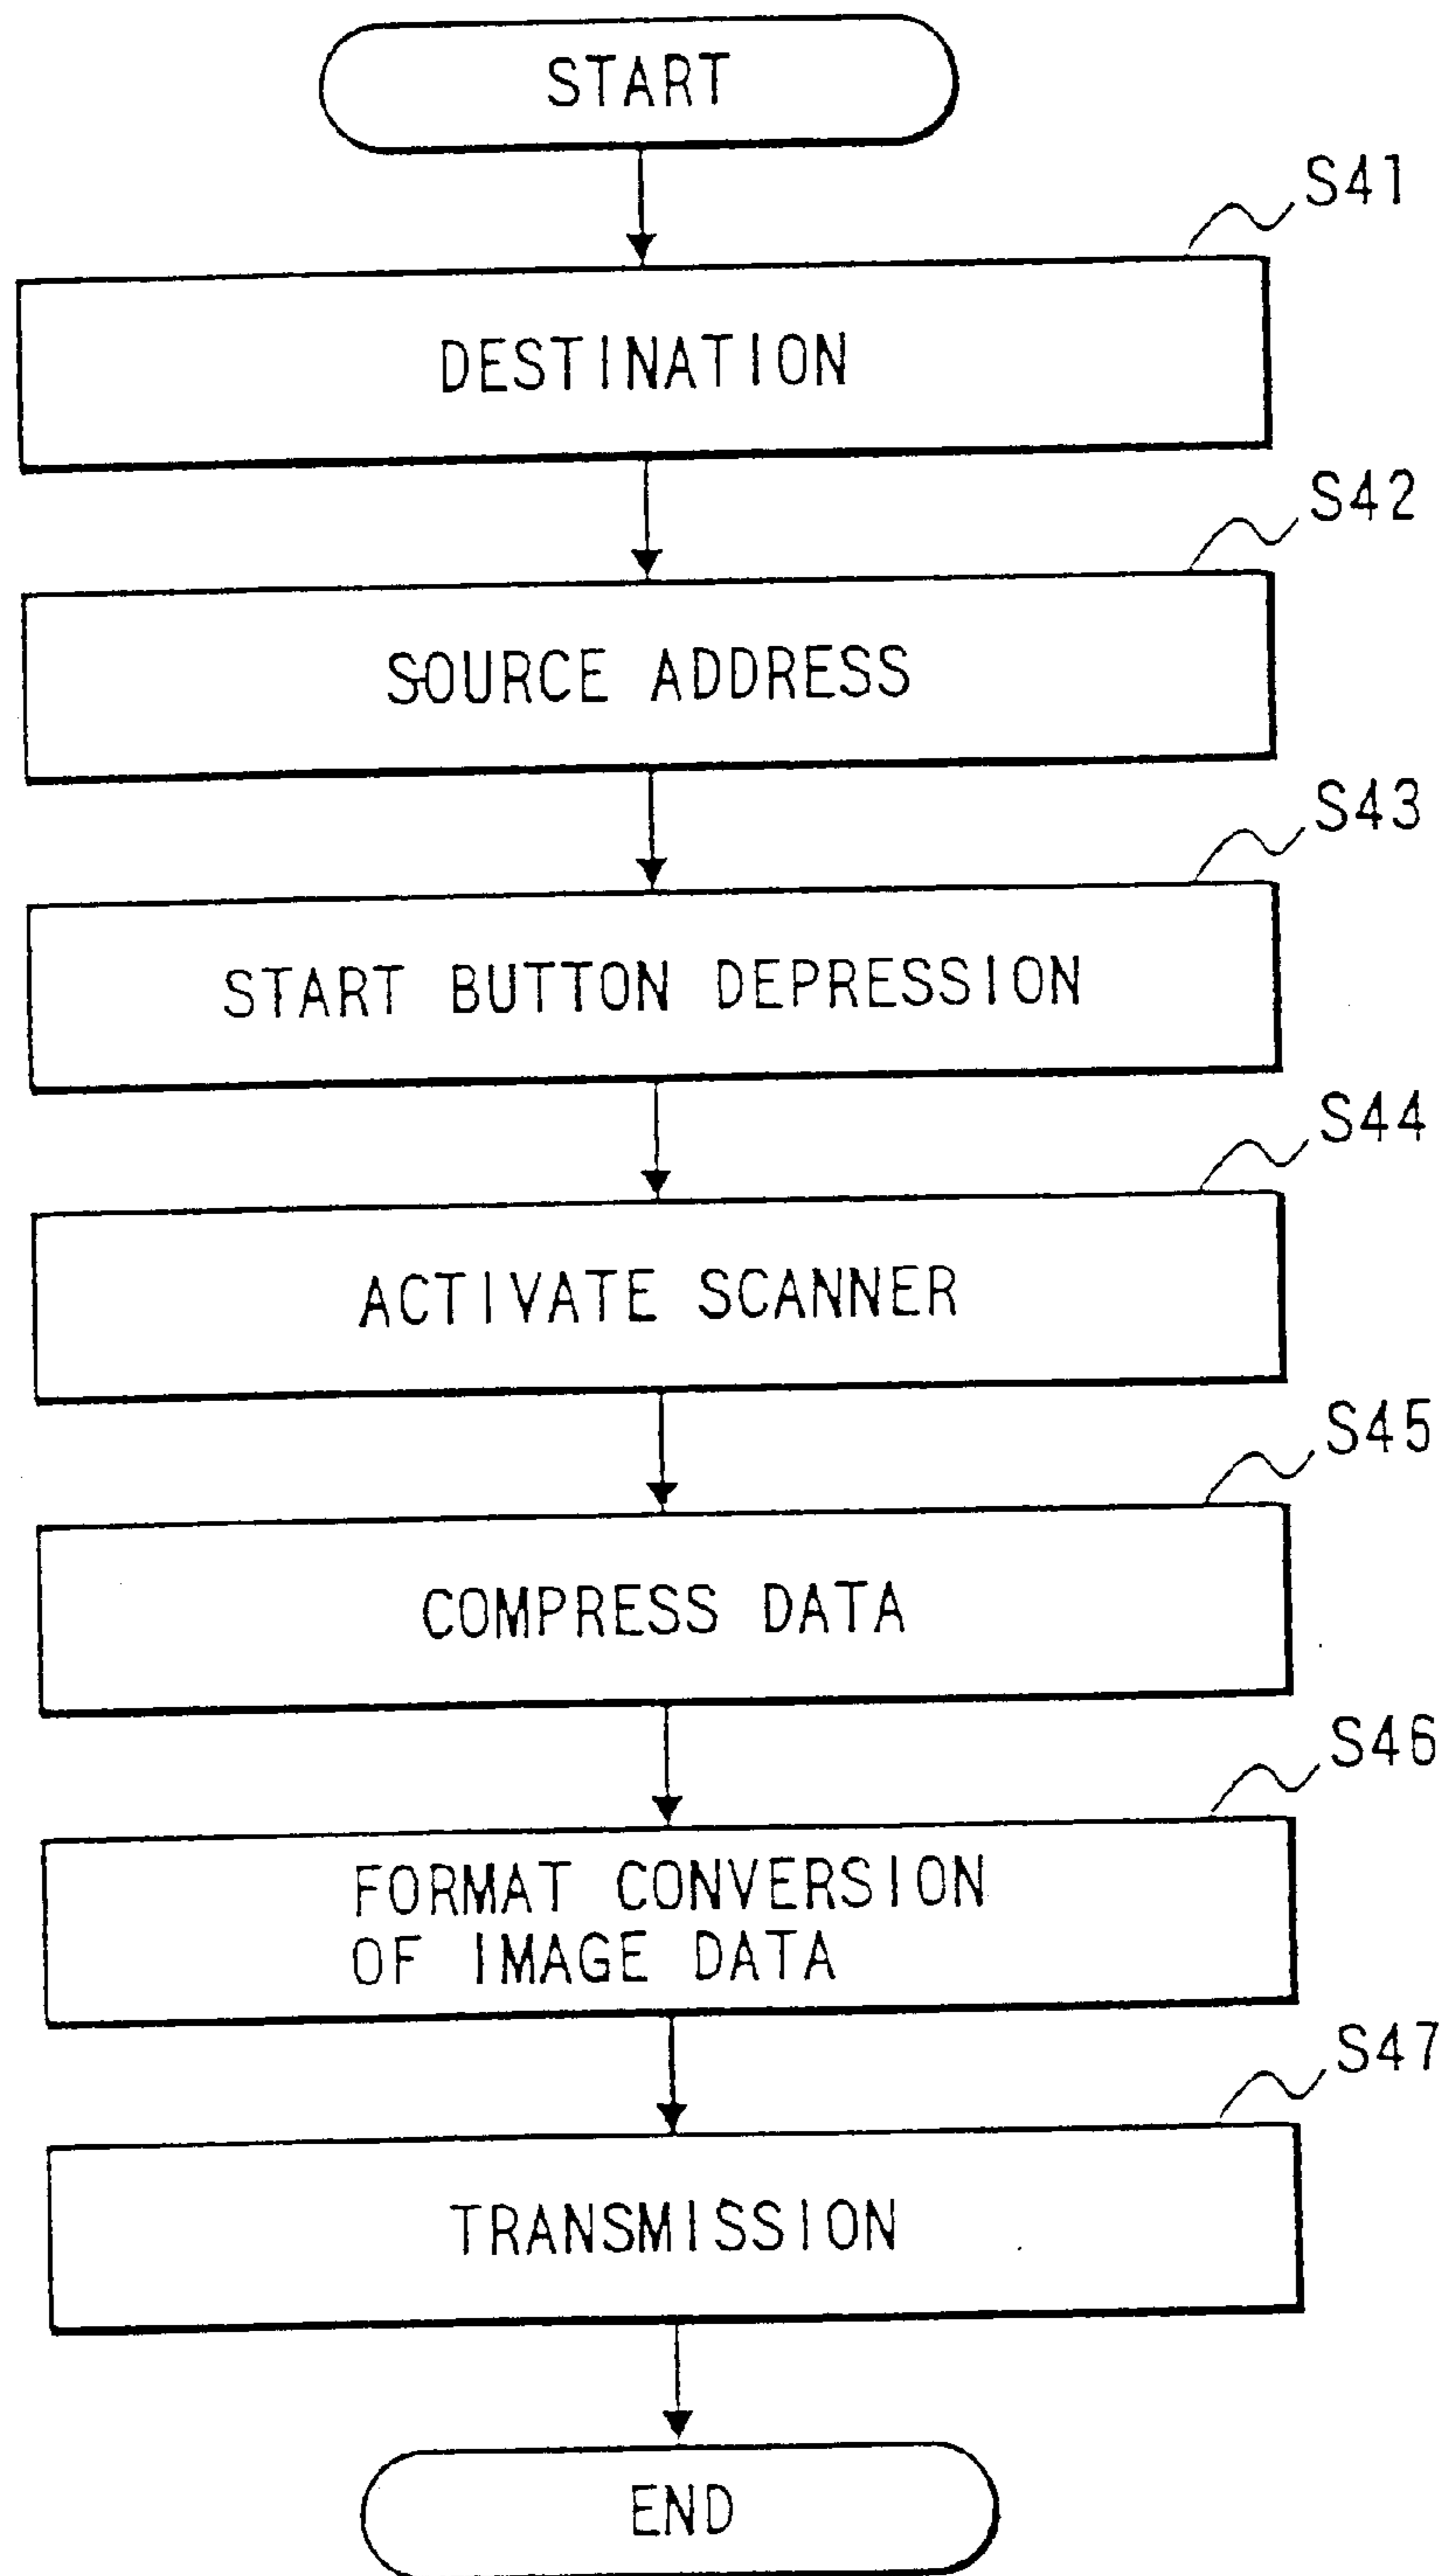 START
S41
DESTINATION
S42
SOURCE ADDRESS
S43
START BUTTON DEPRESSION
S44
ACTIVATE SCANNER
S45
COMPRESS DATA
S46
FORMAT CONVERSION
OF IMAGE DATA
S47
TRANSMISSION
END